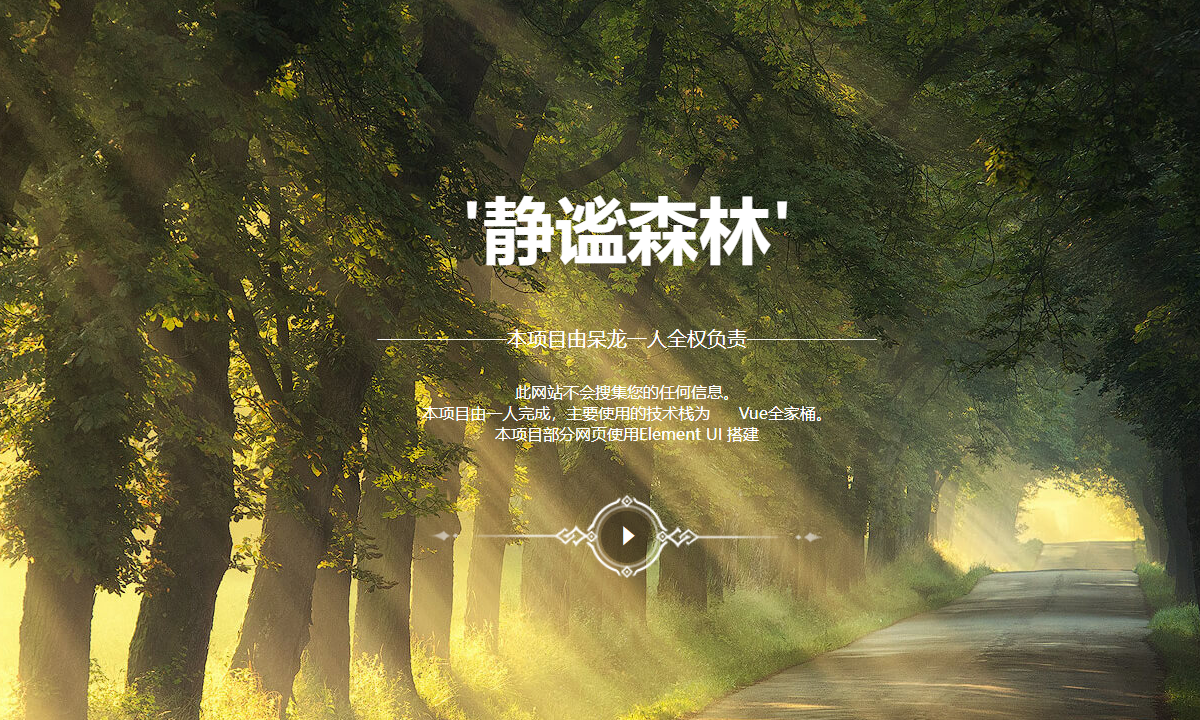 '静谧森林'
本项目由呆龙一人全权负责
此网站不会搜集您的任何信息。
本项目由一人完成，主要使用的技术栈为 Vue全家桶。
本项目部分网页使用Element UI 搭建